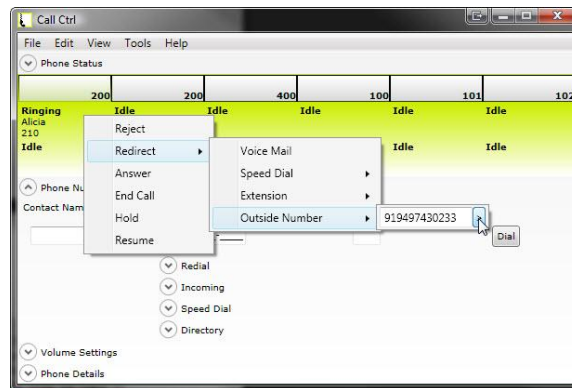 Call Ctrl
File Edit View Tools Help
Phone Status
200 200 400 100 101 102
Ringing Idle Idle Idle Idle Idle
Alicia
210
Idle Idle Idle
Reject
Redirect
Answer
End Call
Hold
Resume
Voice Mail
Speed Dial
Extension
Outside Number
919497430233
>
Dial
Phone Nu
Contact Nam
Redial
Incoming
Speed Dial
Directory
Volume Settings
Phone Details